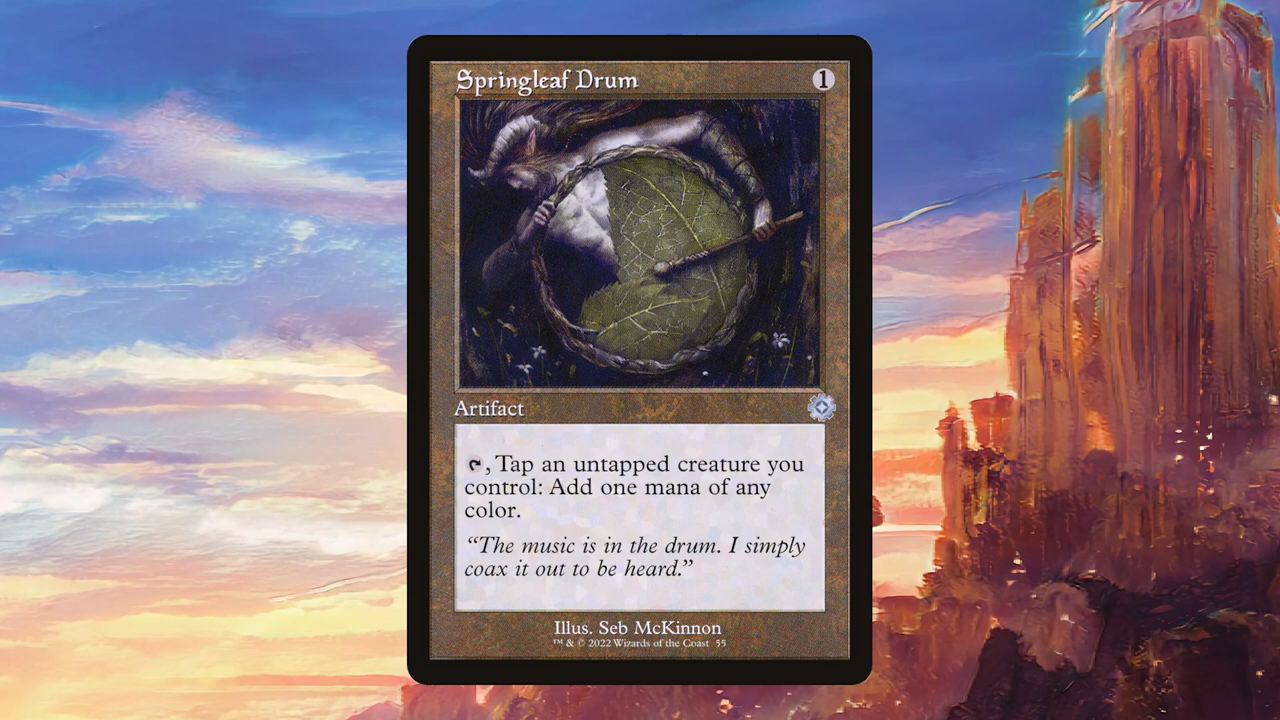 Springleaf Drum 1
Artifact
, Tap an untapped creature you
control: Add one mana of any
color.
“The music is in the drum. I simply
coax it out to be heard.”
Illus. Seb McKinnon
™ & © 2022 Wizards of the Coast 55